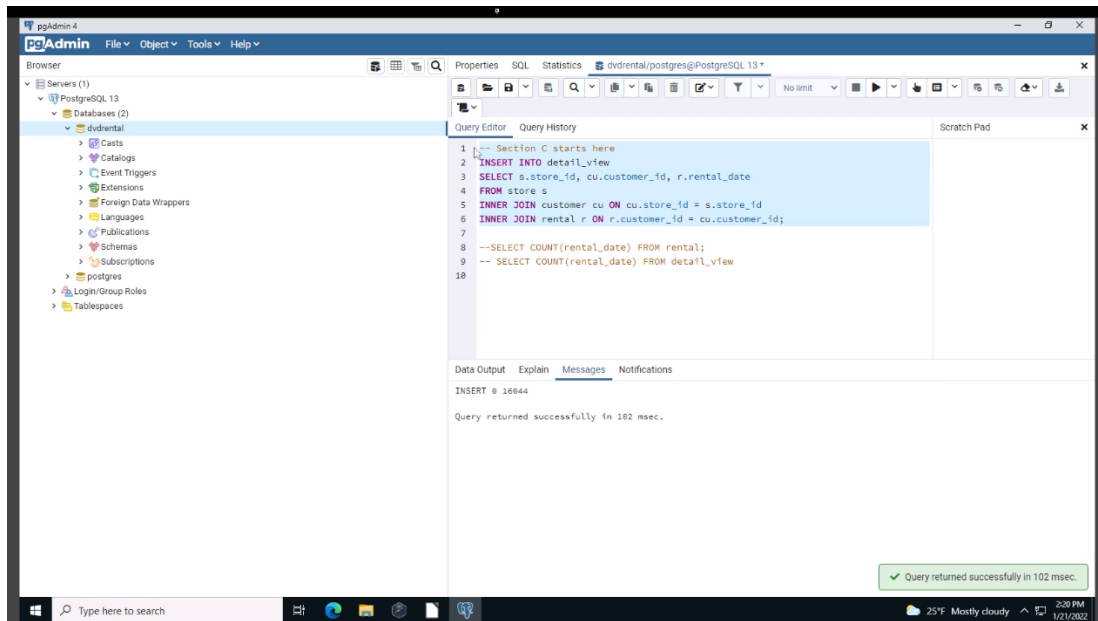 pgAdmin 4
pgAdmin File Object Tools Help
Browser
Servers (1)
PostgreSQL 13
Databases (2)
dvdrental
Casts
Catalogs
Event Triggers
Extensions
Foreign Data Wrappers
Languages
Publications
Schemas
Subscriptions
postgres
Login/Group Roles
Tablespaces
Properties SQL Statistics dvdrental/postgres@PostgreSQL 13 *
No limit
Query Editor Query History
Scratch Pad
1 -- Section C starts here
2 INSERT INTO detail_view
3 SELECT s.store_id, cu.customer_id, r.rental_date
4 FROM store s
5 INNER JOIN customer cu ON cu.store_id = s.store_id
6 INNER JOIN rental r ON r.customer_id = cu.customer_id;
7
8 --SELECT COUNT(rental_date) FROM rental;
9 -- SELECT COUNT(rental_date) FROM detail_view
10
Data Output Explain Messages Notifications
INSERT 0 16044
Query returned successfully in 102 msec.
Query returned successfully in 102 msec.
Type here to search
25°F Mostly cloudy
2:20 PM
1/21/2022